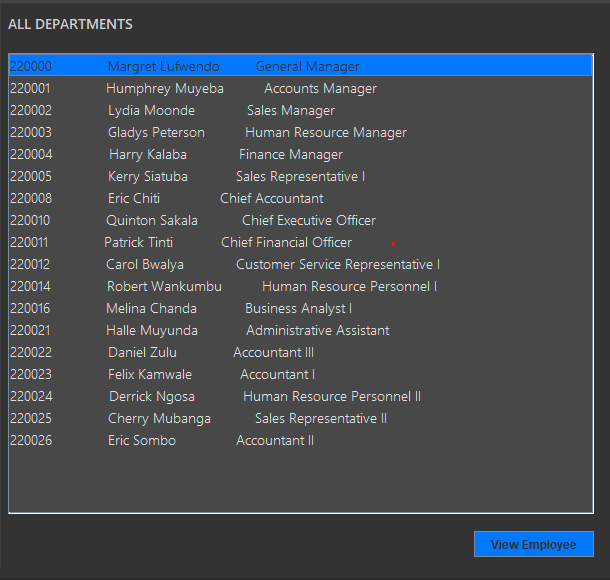 ALL DEPARTMENTS
220000 Margret Lufwendo General Manager
220001 Humphrey Muyeba Accounts Manager
220002 Lydia Moonde Sales Manager
220003 Gladys Peterson Human Resource Manager
220004 Harry Kalaba Finance Manager
220005 Kerry Siatuba Sales Representative I
220008 Eric Chiti Chief Accountant
220010 Quinton Sakala Chief Executive Officer
220011 Patrick Tinti Chief Financial Officer
220012 Carol Bwalya Customer Service Representative I
220014 Robert Wankumbu Human Resource Personnel I
220016 Melina Chanda Business Analyst I
220021 Halle Muyunda Administrative Assistant
220022 Daniel Zulu Accountant III
220023 Felix Kamwale Accountant I
220024 Derrick Ngosa Human Resource Personnel II
220025 Cherry Mubanga Sales Representative II
220026 Eric Sombo Accountant II
View Employee